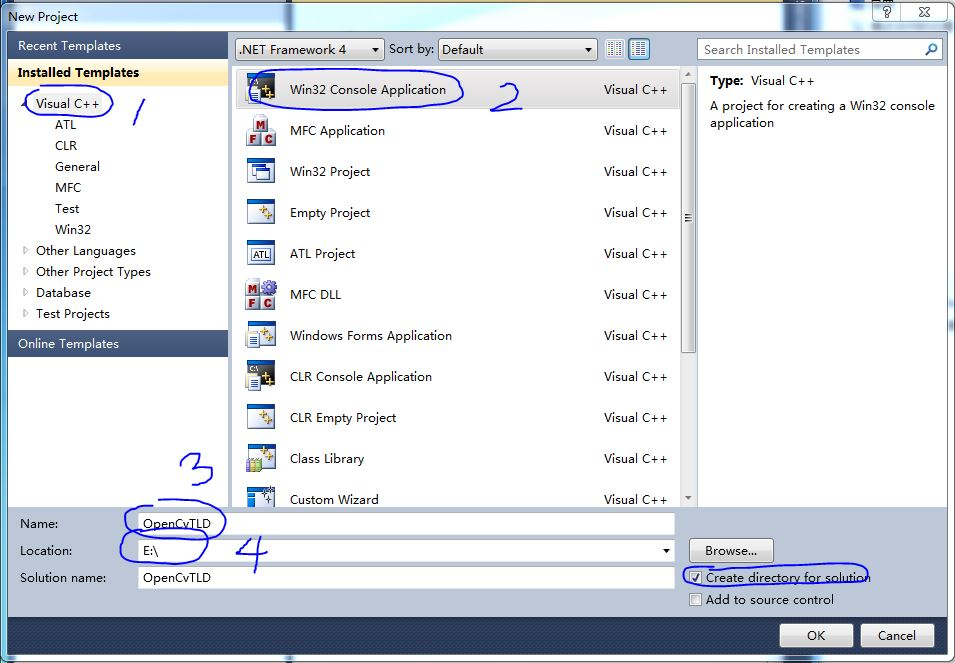 New Project
Recent Templates
.NET Framework 4 Sort by: Default Search Installed Templates
Installed Templates
Visual C++ 1
ATL
CLR
General
MFC
Test
Win32
Other Languages
Other Project Types
Database
Test Projects
Online Templates
Win32 Console Application Visual C++ 2
MFC Application Visual C++
Win32 Project Visual C++
Empty Project Visual C++
ATL Project Visual C++
MFC DLL Visual C++
Windows Forms Application Visual C++
CLR Console Application Visual C++
CLR Empty Project Visual C++
Class Library Visual C++
Custom Wizard Visual C++
Type: Visual C++
A project for creating a Win32 console
application
3
Name: OpenCvTLD
Location: E:\ 4 Browse...
Solution name: OpenCvTLD
Create directory for solution
Add to source control
OK Cancel